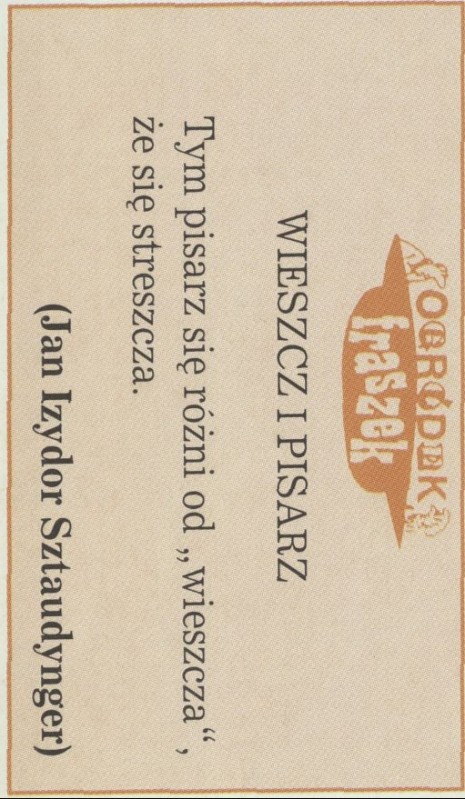 OGRÓDEK
fraszek
WIESZCZ I PISARZ
Tym pisarz się różni od „wieszcza“,
że się streszcza.
(Jan Izydor Sztaudynger)